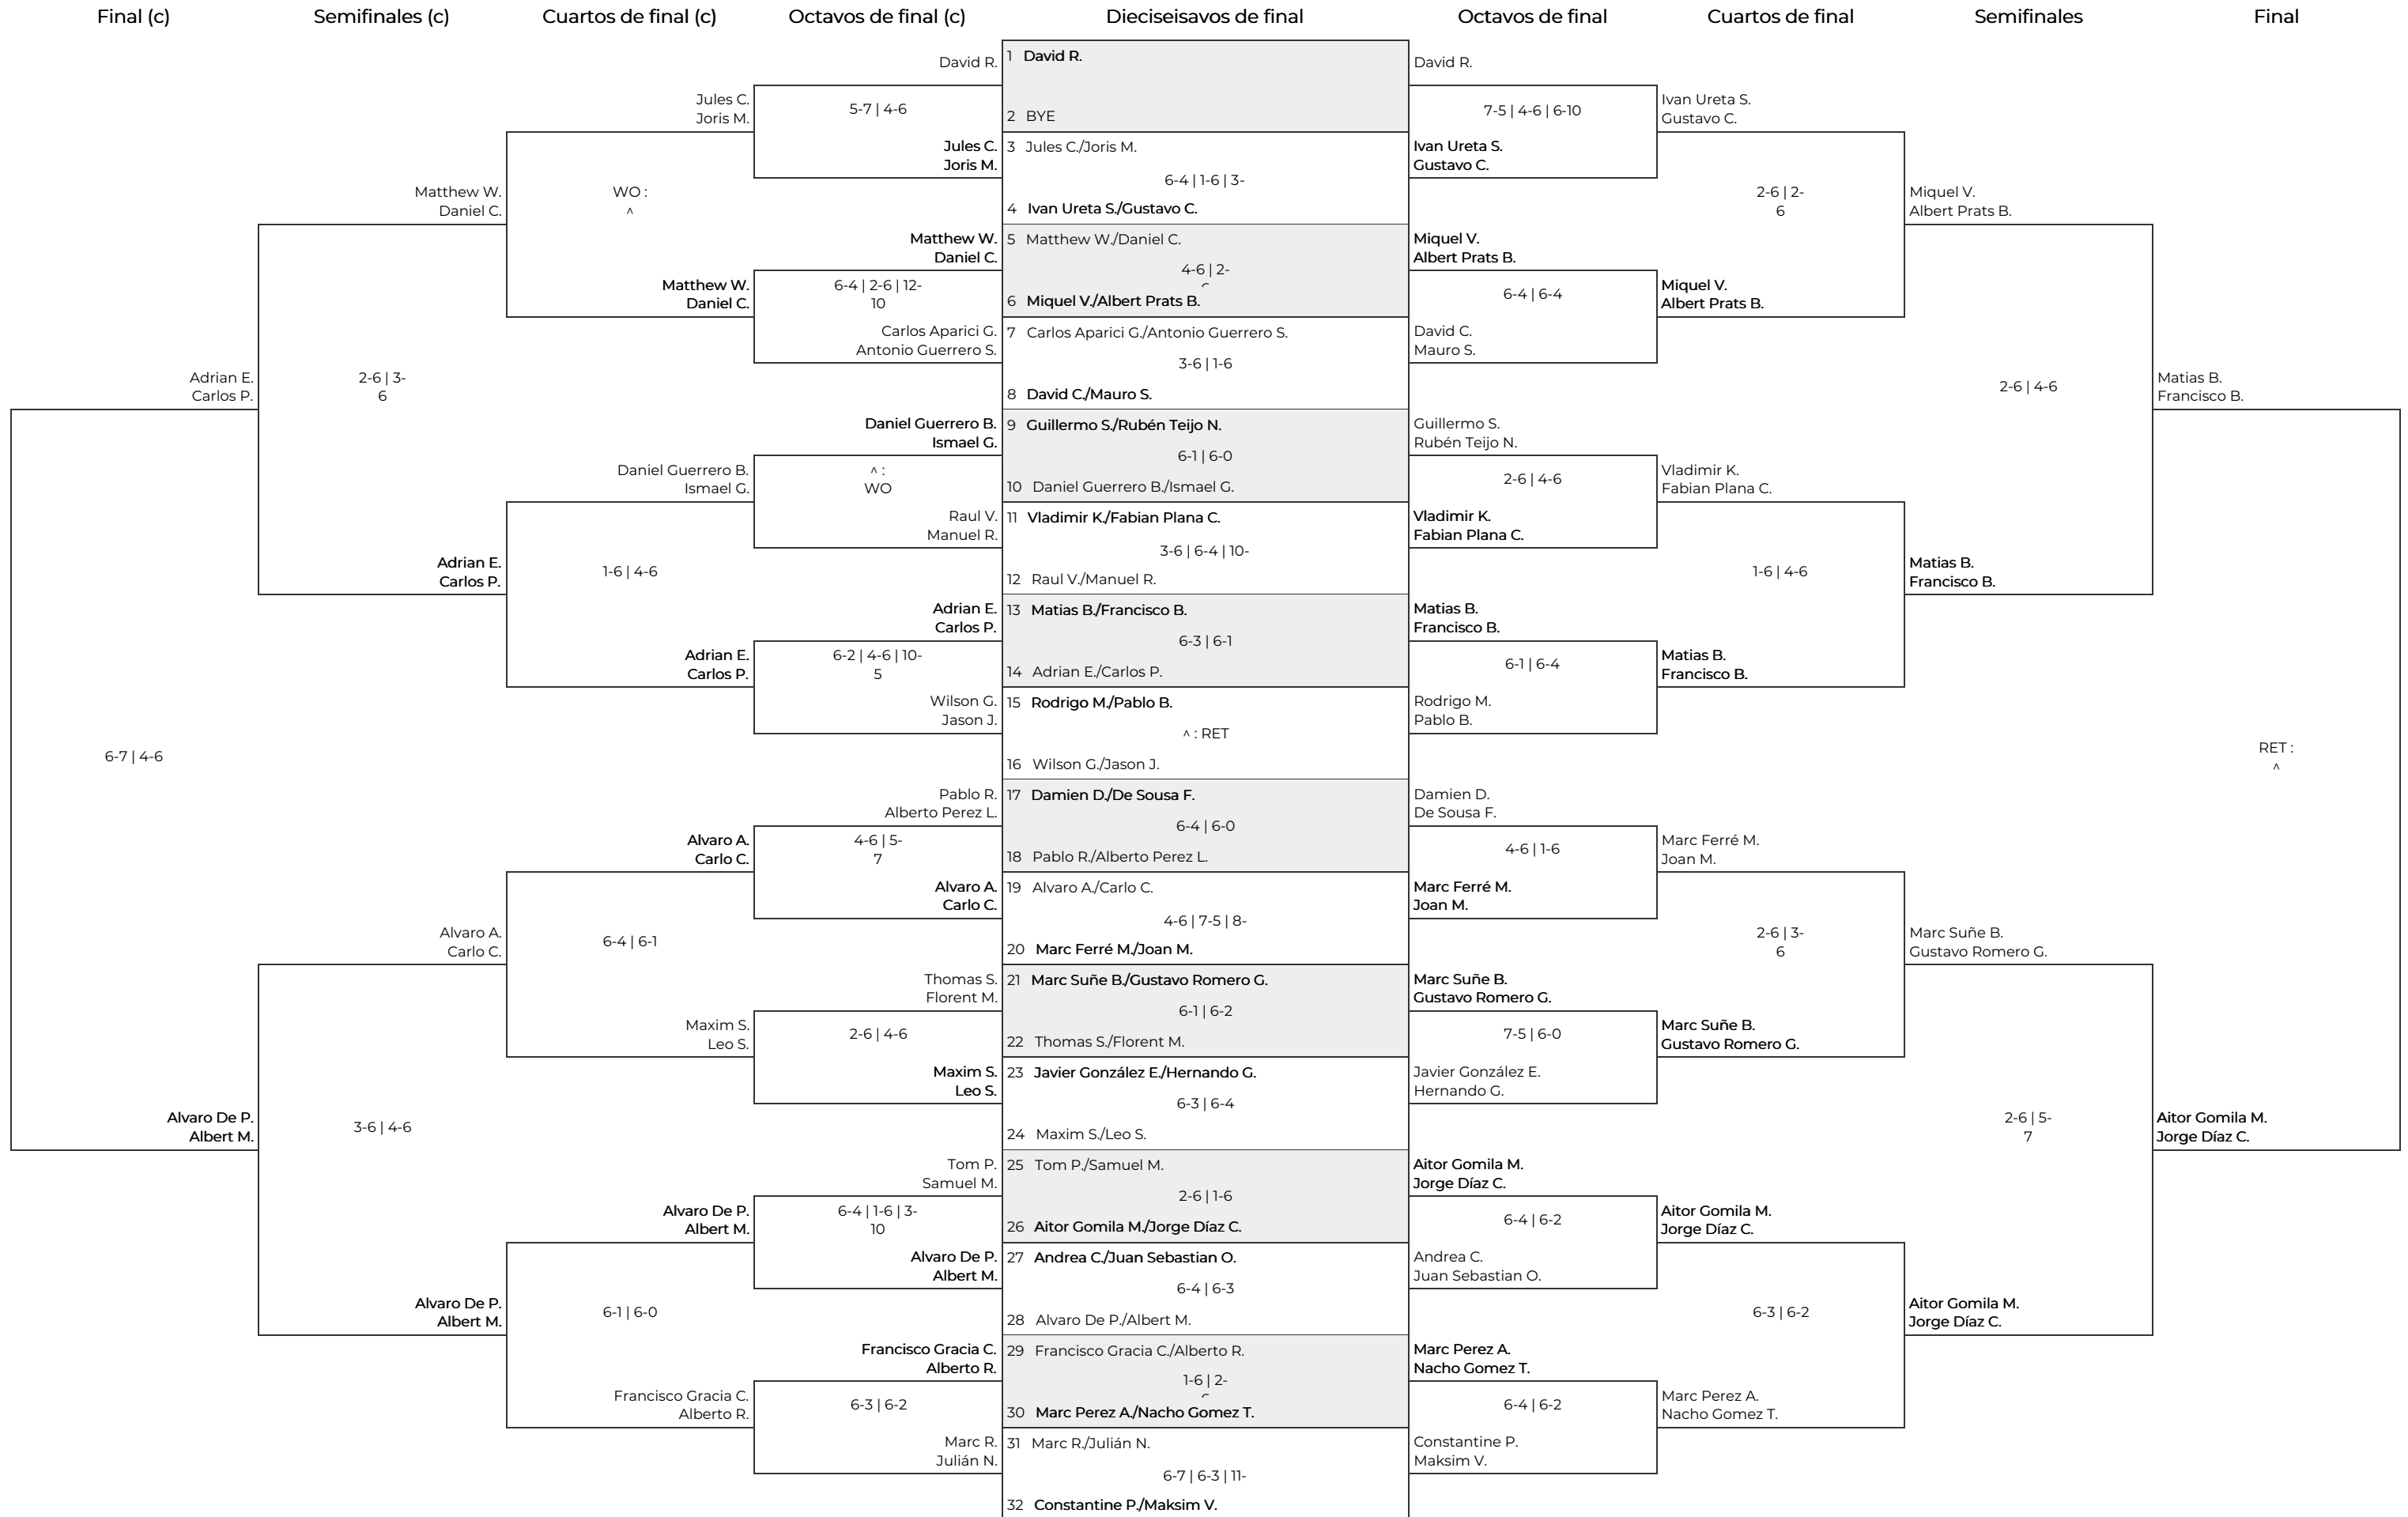 Final (c)
Semifinales (c)
Cuartos de final (c)
Octavos de final (c)
Dieciseisavos de final
Octavos de final
Cuartos de final
Semifinales
Final
Adrian E.
Carlos P.
6-7 | 4-6
Alvaro De P.
Albert M.
Matthew W.
Daniel C.
2-6 | 3-
6
Adrian E.
Carlos P.
Alvaro A.
Carlo C.
3-6 | 4-6
Alvaro De P.
Albert M.
Jules C.
Joris M.
WO :
^
Matthew W.
Daniel C.
Daniel Guerrero B.
Ismael G.
1-6 | 4-6
Adrian E.
Carlos P.
Alvaro A.
Carlo C.
6-4 | 6-1
Maxim S.
Leo S.
Alvaro De P.
Albert M.
6-1 | 6-0
Francisco Gracia C.
Alberto R.
David R.
5-7 | 4-6
Jules C.
Joris M.
Matthew W.
Daniel C.
6-4 | 2-6 | 12-
10
Carlos Aparici G.
Antonio Guerrero S.
Daniel Guerrero B.
Ismael G.
^ :
WO
Raul V.
Manuel R.
Adrian E.
Carlos P.
6-2 | 4-6 | 10-
5
Wilson G.
Jason J.
Pablo R.
Alberto Perez L.
4-6 | 5-
7
Alvaro A.
Carlo C.
Thomas S.
Florent M.
2-6 | 4-6
Maxim S.
Leo S.
Tom P.
Samuel M.
6-4 | 1-6 | 3-
10
Alvaro De P.
Albert M.
Francisco Gracia C.
Alberto R.
6-3 | 6-2
Marc R.
Julián N.
1 David R.
2 BYE
3 Jules C./Joris M.
6-4 | 1-6 | 3-
4 Ivan Ureta S./Gustavo C.
5 Matthew W./Daniel C.
4-6 | 2-
6 Miquel V./Albert Prats B.
7 Carlos Aparici G./Antonio Guerrero S.
3-6 | 1-6
8 David C./Mauro S.
9 Guillermo S./Rubén Teijo N.
6-1 | 6-0
10 Daniel Guerrero B./Ismael G.
11 Vladimir K./Fabian Plana C.
3-6 | 6-4 | 10-
12 Raul V./Manuel R.
13 Matias B./Francisco B.
6-3 | 6-1
14 Adrian E./Carlos P.
15 Rodrigo M./Pablo B.
^ : RET
16 Wilson G./Jason J.
17 Damien D./De Sousa F.
6-4 | 6-0
18 Pablo R./Alberto Perez L.
19 Alvaro A./Carlo C.
4-6 | 7-5 | 8-
20 Marc Ferré M./Joan M.
21 Marc Suñe B./Gustavo Romero G.
6-1 | 6-2
22 Thomas S./Florent M.
23 Javier González E./Hernando G.
6-3 | 6-4
24 Maxim S./Leo S.
25 Tom P./Samuel M.
2-6 | 1-6
26 Aitor Gomila M./Jorge Díaz C.
27 Andrea C./Juan Sebastian O.
6-4 | 6-3
28 Alvaro De P./Albert M.
29 Francisco Gracia C./Alberto R.
1-6 | 2-
30 Marc Perez A./Nacho Gomez T.
31 Marc R./Julián N.
6-7 | 6-3 | 11-
32 Constantine P./Maksim V.
David R.
7-5 | 4-6 | 6-10
Ivan Ureta S.
Gustavo C.
Miquel V.
Albert Prats B.
6-4 | 6-4
David C.
Mauro S.
Guillermo S.
Rubén Teijo N.
2-6 | 4-6
Vladimir K.
Fabian Plana C.
Matias B.
Francisco B.
6-1 | 6-4
Rodrigo M.
Pablo B.
Damien D.
De Sousa F.
4-6 | 1-6
Marc Ferré M.
Joan M.
Marc Suñe B.
Gustavo Romero G.
7-5 | 6-0
Javier González E.
Hernando G.
Aitor Gomila M.
Jorge Díaz C.
6-4 | 6-2
Andrea C.
Juan Sebastian O.
Marc Perez A.
Nacho Gomez T.
6-4 | 6-2
Constantine P.
Maksim V.
Ivan Ureta S.
Gustavo C.
2-6 | 2-
6
Miquel V.
Albert Prats B.
Vladimir K.
Fabian Plana C.
1-6 | 4-6
Matias B.
Francisco B.
Marc Ferré M.
Joan M.
2-6 | 3-
6
Marc Suñe B.
Gustavo Romero G.
Aitor Gomila M.
Jorge Díaz C.
6-3 | 6-2
Marc Perez A.
Nacho Gomez T.
Miquel V.
Albert Prats B.
2-6 | 4-6
Matias B.
Francisco B.
Marc Suñe B.
Gustavo Romero G.
2-6 | 5-
7
Aitor Gomila M.
Jorge Díaz C.
Matias B.
Francisco B.
RET :
^
Aitor Gomila M.
Jorge Díaz C.